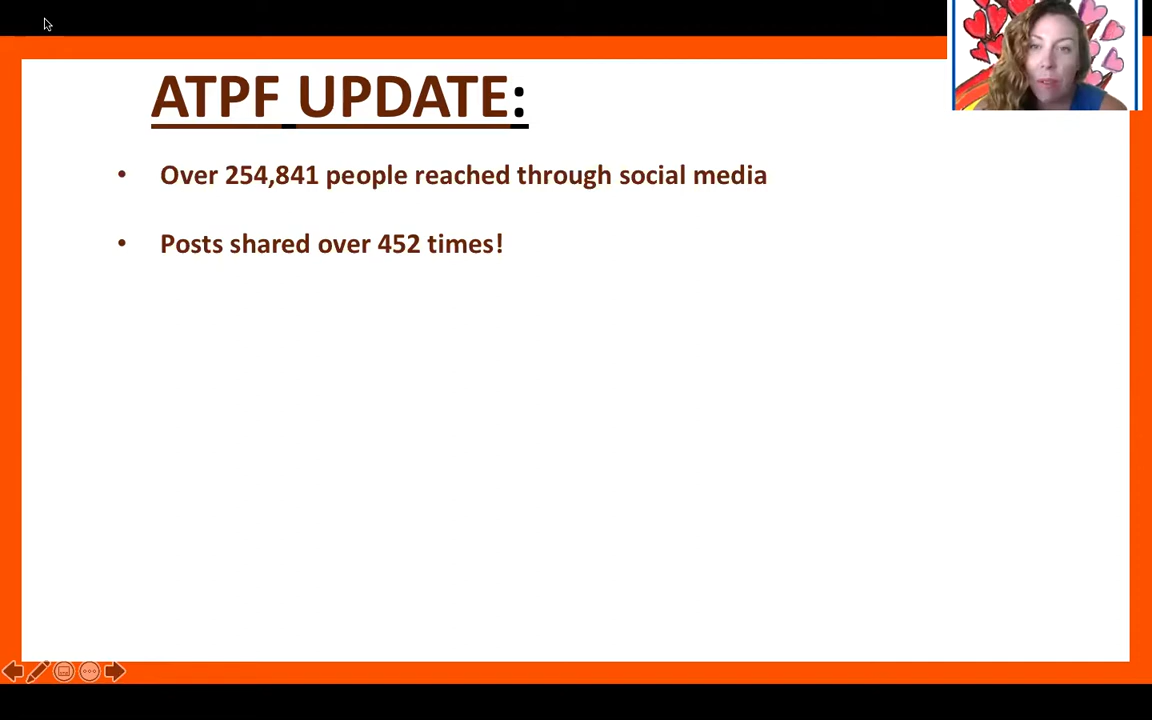 ATPF UPDATE:
• Over 254,841 people reached through social media
• Posts shared over 452 times!